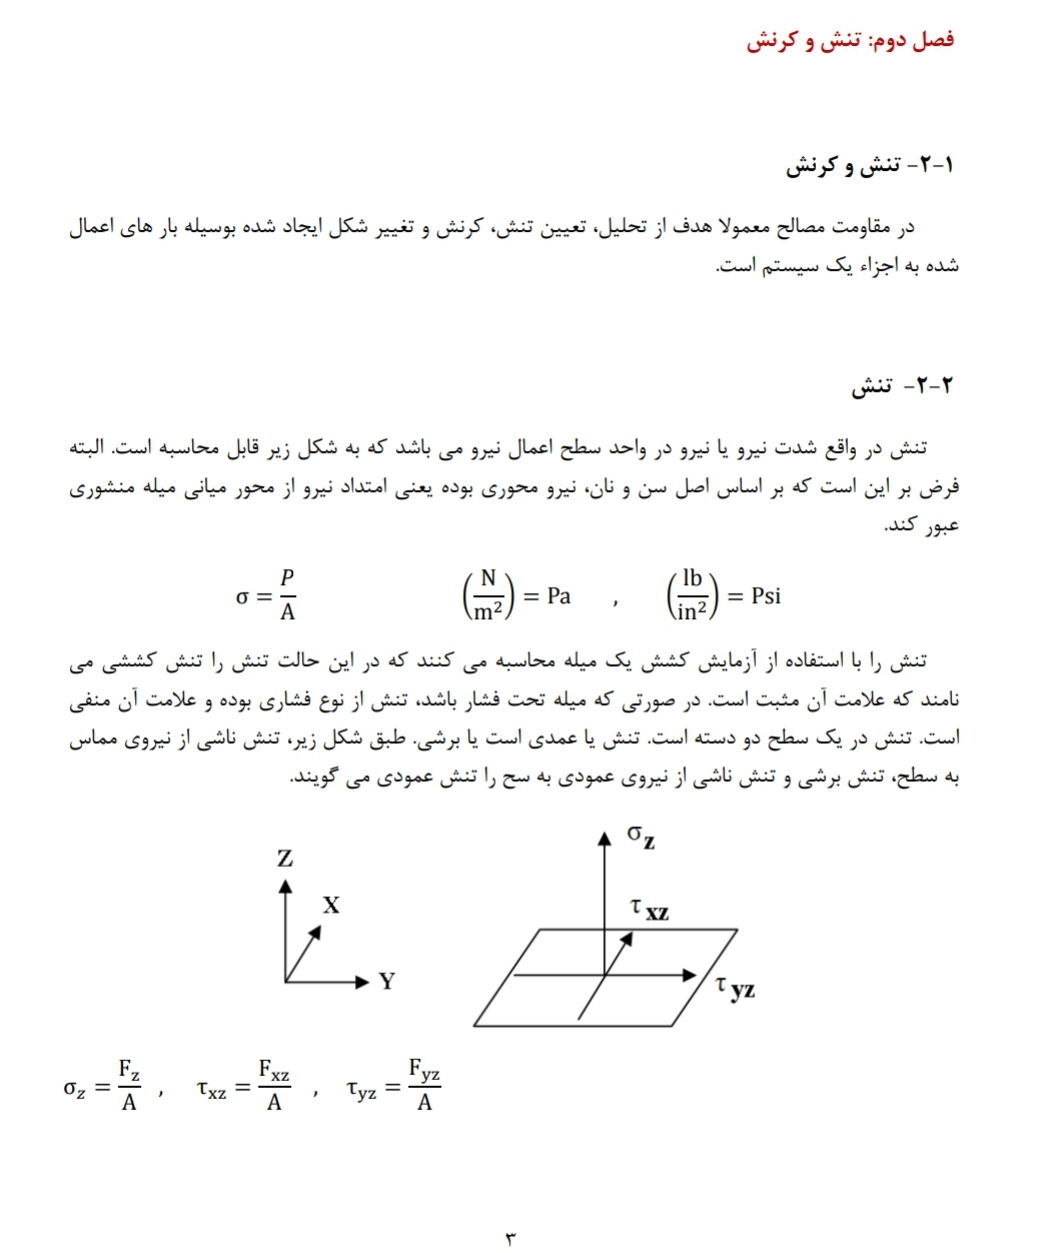 فصل دوم: تنش و کرنش
۲-۱- تنش و کرنش
در مقاومت مصالح معمولا هدف از تحلیل، تعیین تنش، کرنش و تغییر شکل ایجاد شده بوسیله بار های اعمال
شده به اجزاء یک سیستم است.
۲-۲- تنش
تنش در واقع شدت نیرو یا نیرو در واحد سطح اعمال نیرو می باشد که به شکل زیر قابل محاسبه است. البته
فرض بر این است که بر اساس اصل سن و نان، نیرو محوری بوده یعنی امتداد نیرو از محور میانی میله منشوری
عبور کند.
σ = P/A (N/m²) = Pa , (lb/in²) = Psi
تنش را با استفاده از آزمایش کشش یک میله محاسبه می کنند که در این حالت تنش را تنش کششی می
نامند که علامت آن مثبت است. در صورتی که میله تحت فشار باشد، تنش از نوع فشاری بوده و علامت آن منفی
است. تنش در یک سطح دو دسته است. تنش یا عمدی است یا برشی. طبق شکل زیر، تنش ناشی از نیروی مماس
به سطح، تنش برشی و تنش ناشی از نیروی عمودی به سح را تنش عمودی می گویند.
σ z
Z
X
τ xz
Y
τ yz
σz = Fz/A , τxz = Fxz/A , τyz = Fyz/A
۳